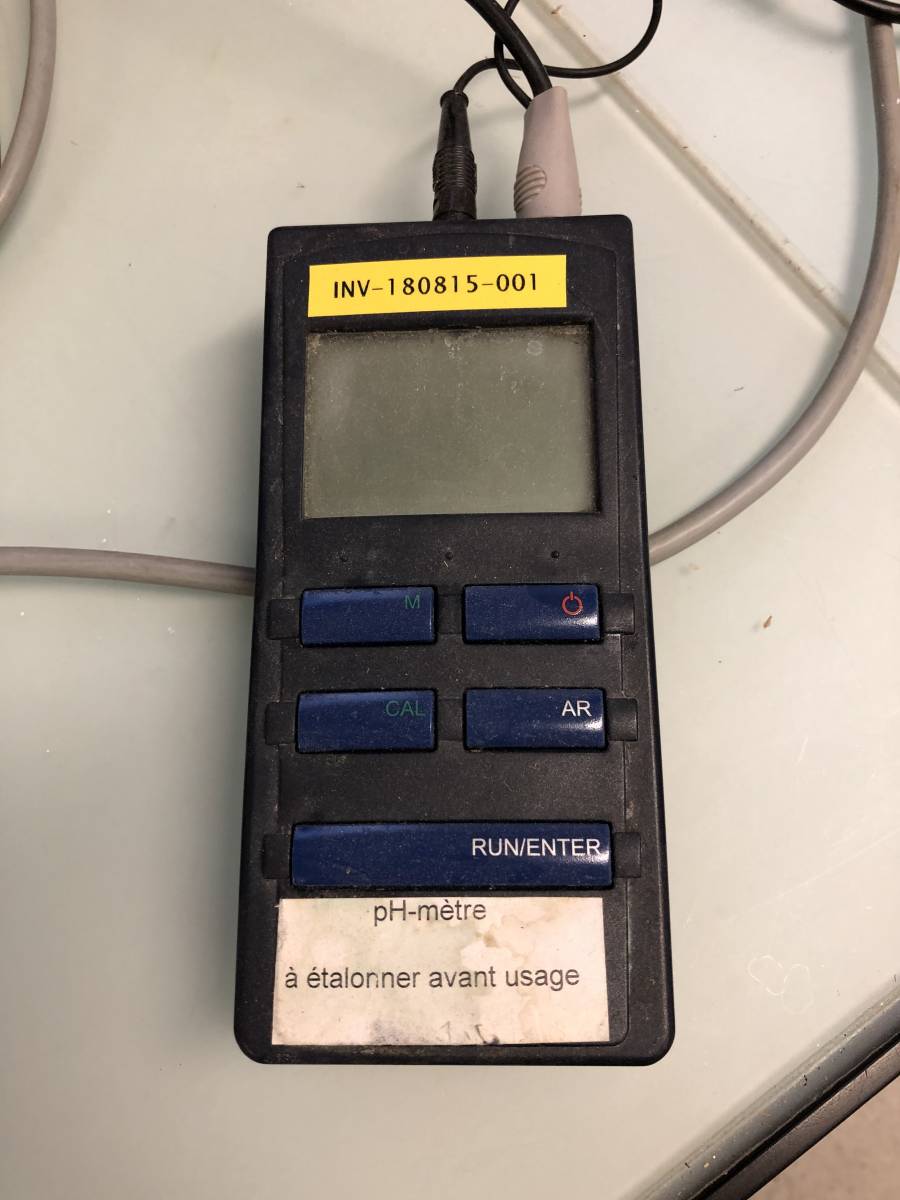 INV-180815-001
M
CAL
AR
RUN/ENTER
pH-mètre
à étalonner avant usage